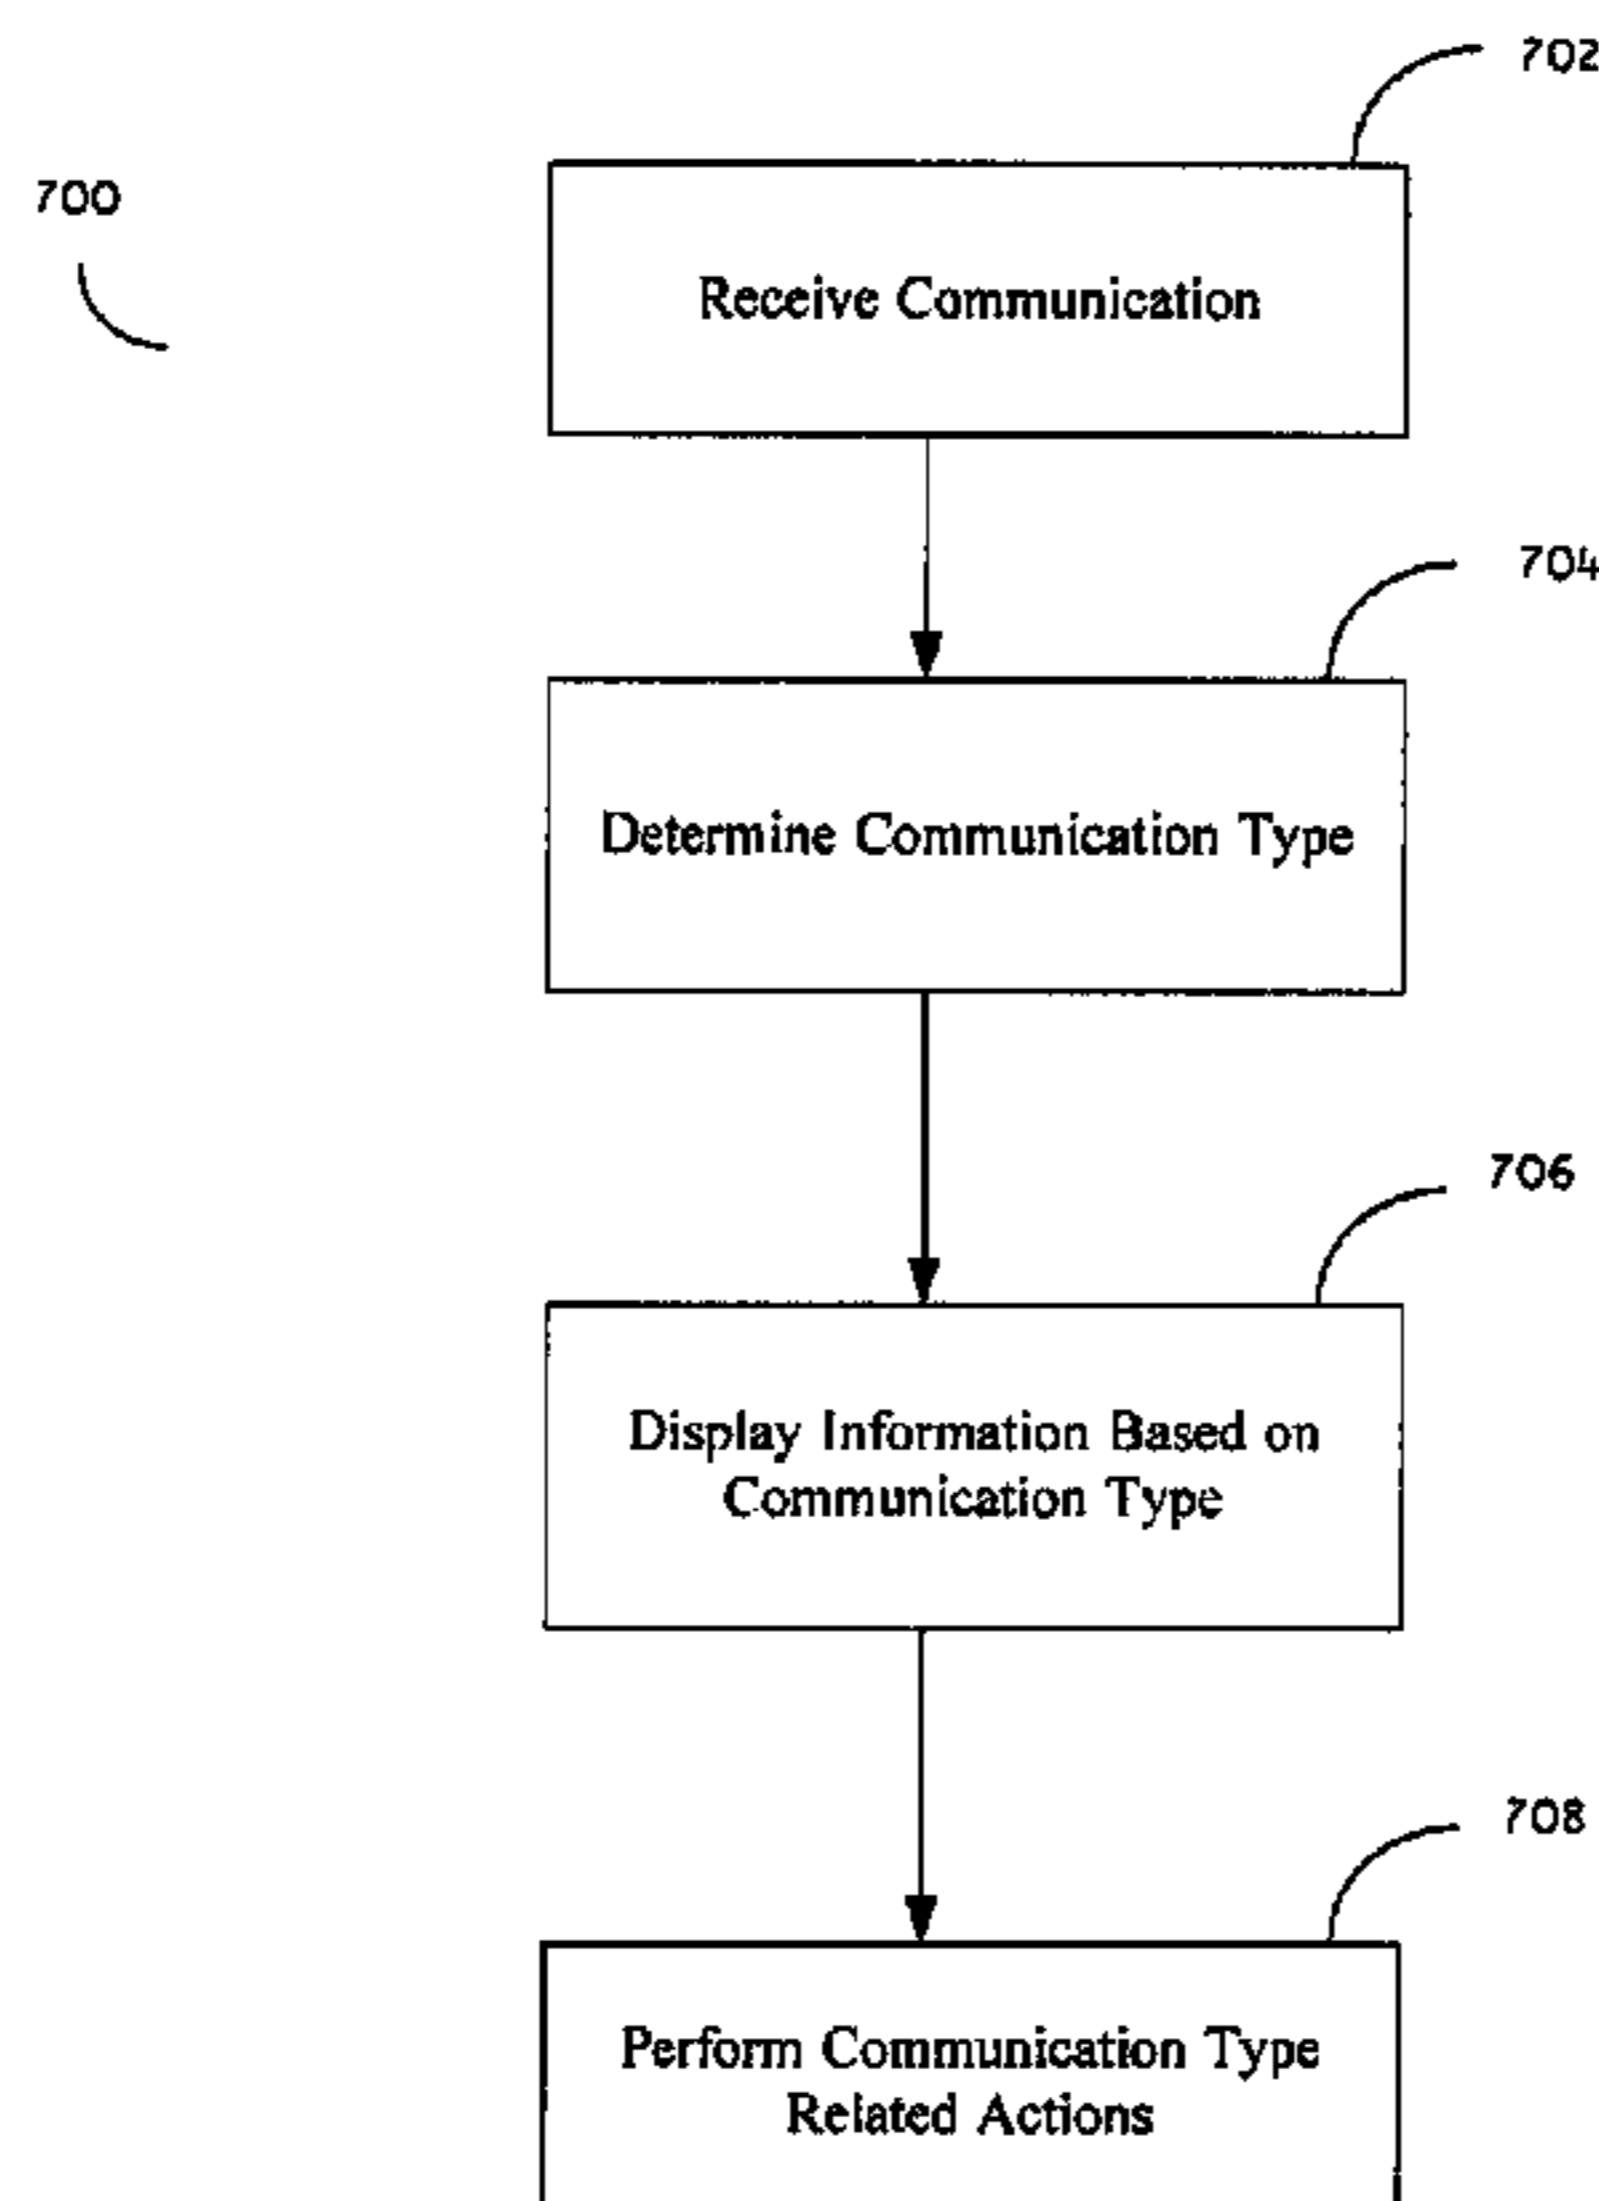 702
700
Receive Communication
704
Determine Communication Type
706
Display Information Based on
Communication Type
708
Perform Communication Type
Related Actions